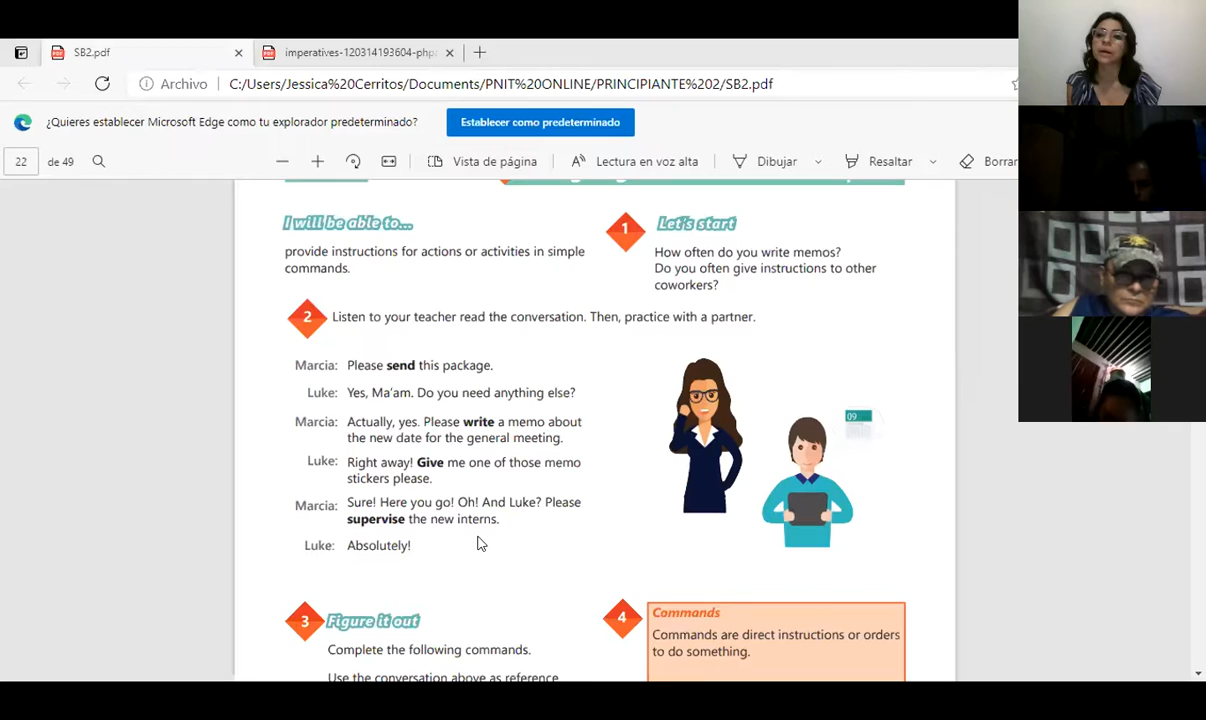 SB2.pdf
imperatives-120314193604-php
Archivo
C:/Users/Jessica%20Cerritos/Documents/PNIT%20ONLINE/PRINCIPIANTE%202/SB2.pdf
¿Quieres establecer Microsoft Edge como tu explorador predeterminado?
Establecer como predeterminado
22
de 49
Vista de página
Lectura en voz alta
Dibujar
Resaltar
Borrar
I will be able to...
provide instructions for actions or activities in simple
commands.
1
Let's start
How often do you write memos?
Do you often give instructions to other
coworkers?
2
Listen to your teacher read the conversation. Then, practice with a partner.
Marcia: Please send this package.
Luke: Yes, Ma'am. Do you need anything else?
Marcia: Actually, yes. Please write a memo about
the new date for the general meeting.
Luke: Right away! Give me one of those memo
stickers please.
Marcia: Sure! Here you go! Oh! And Luke? Please
supervise the new interns.
Luke: Absolutely!
09
3
Figure it out
Complete the following commands.
Use the conversation above as reference
4
Commands
Commands are direct instructions or orders
to do something.